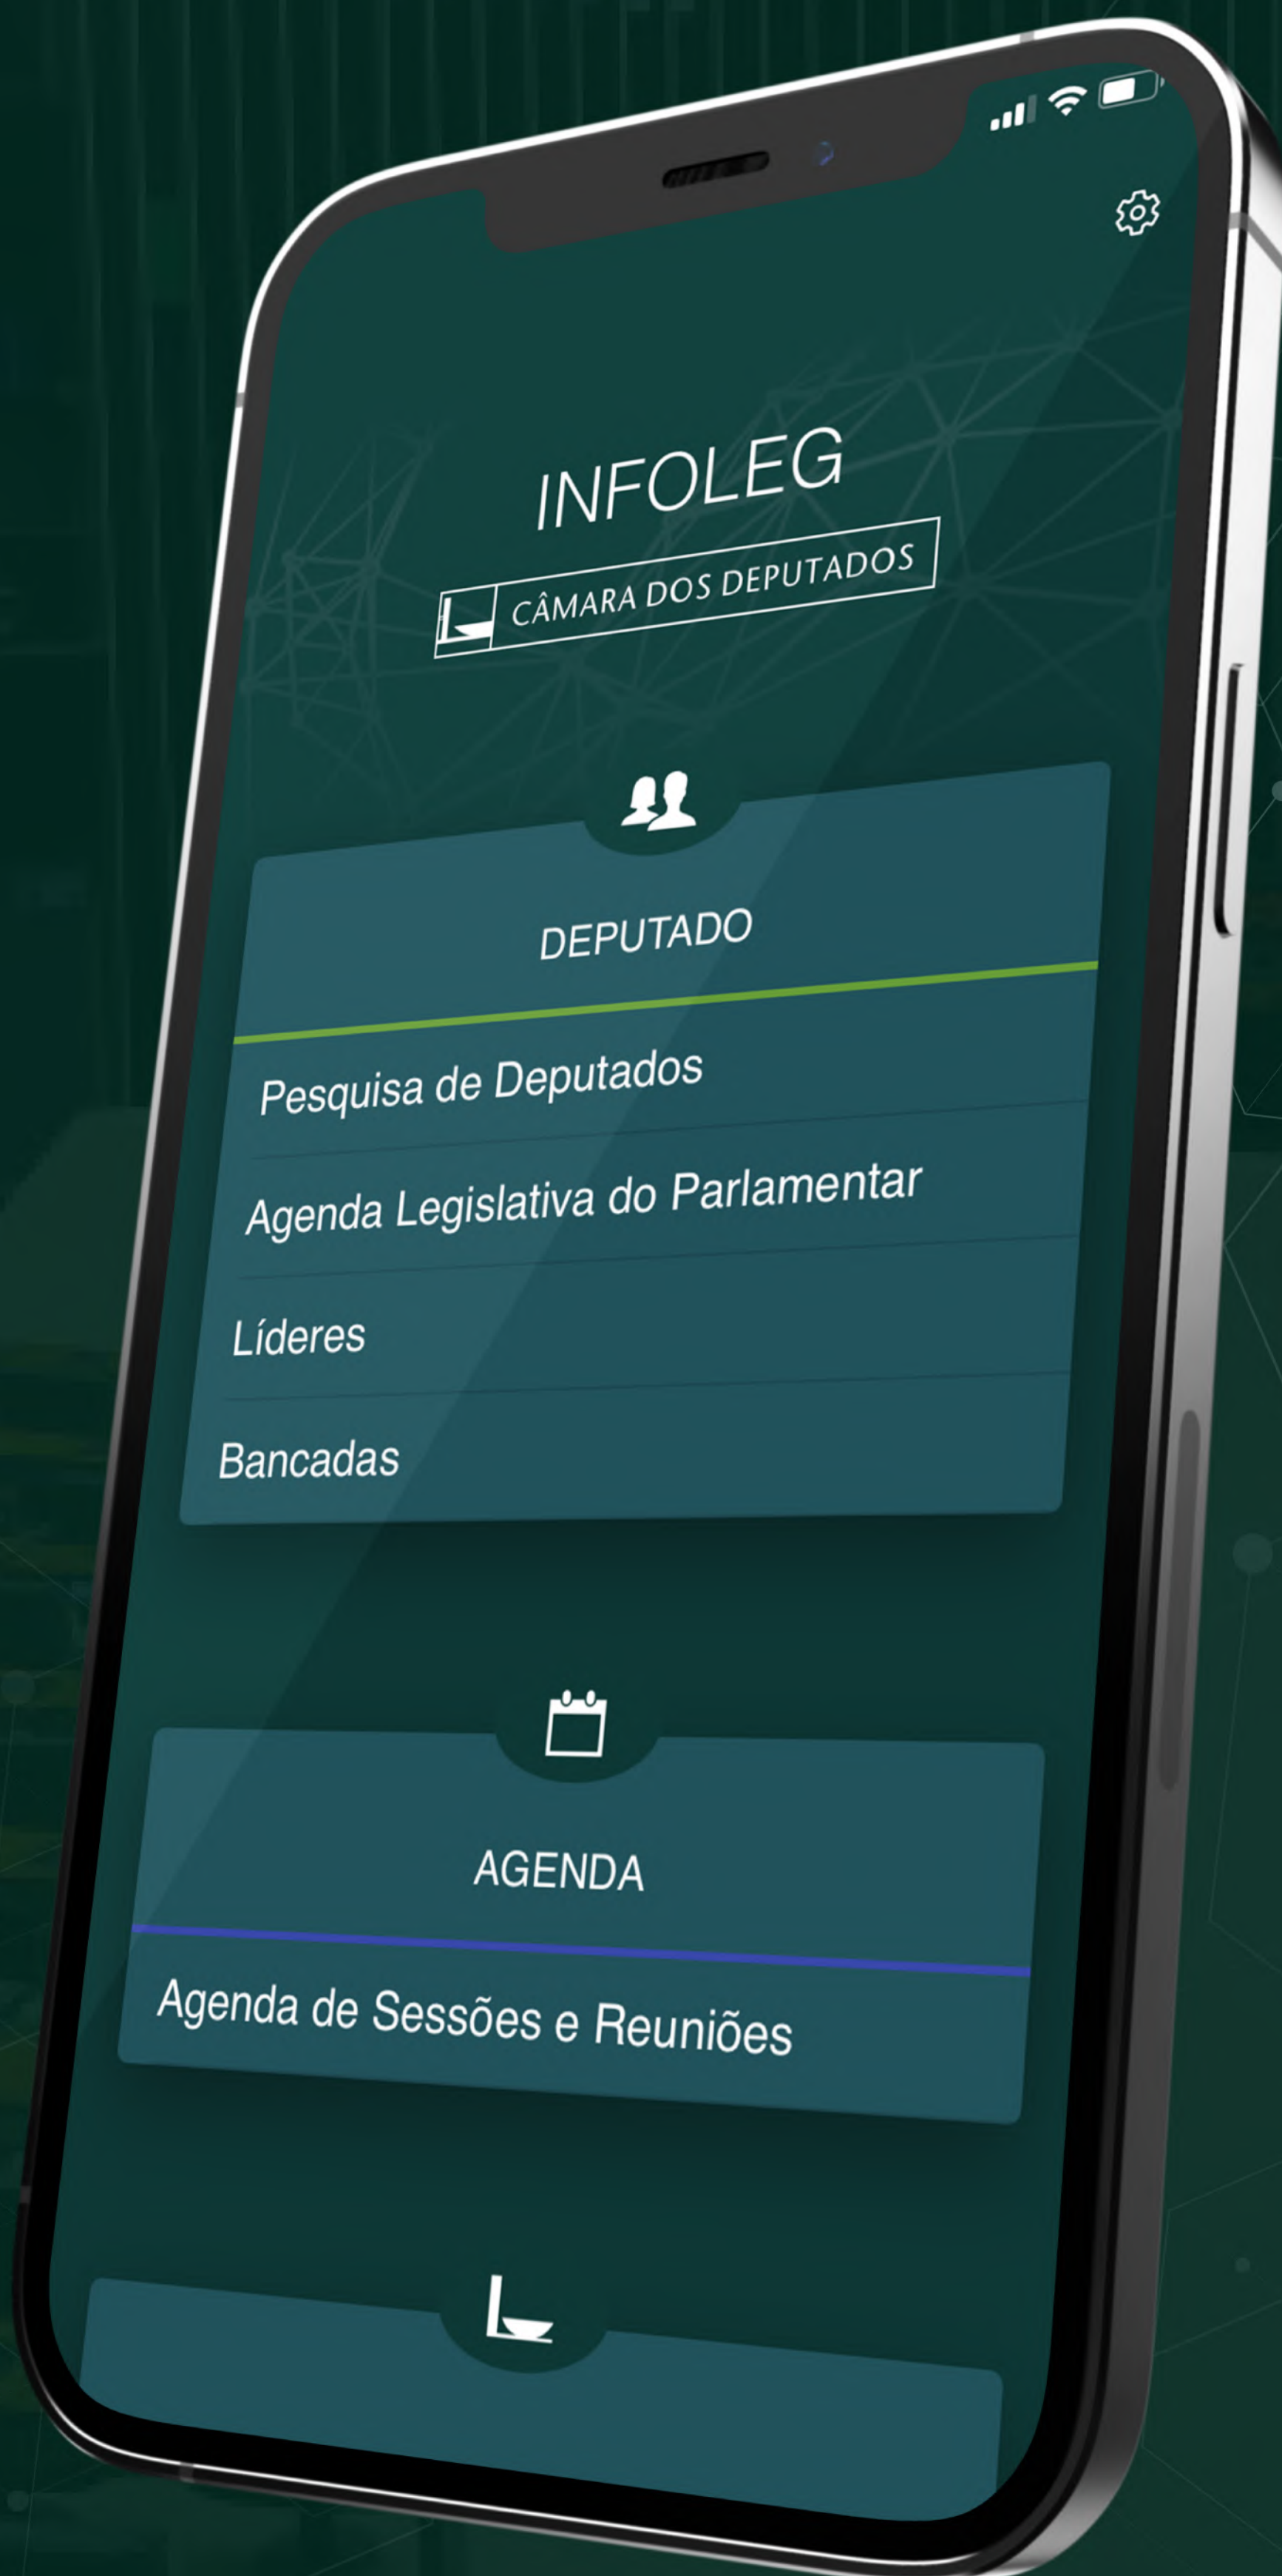 INFOLEG
CÂMARA DOS DEPUTADOS
DEPUTADO
Pesquisa de Deputados
Agenda Legislativa do Parlamentar
Líderes
Bancadas
AGENDA
Agenda de Sessões e Reuniões